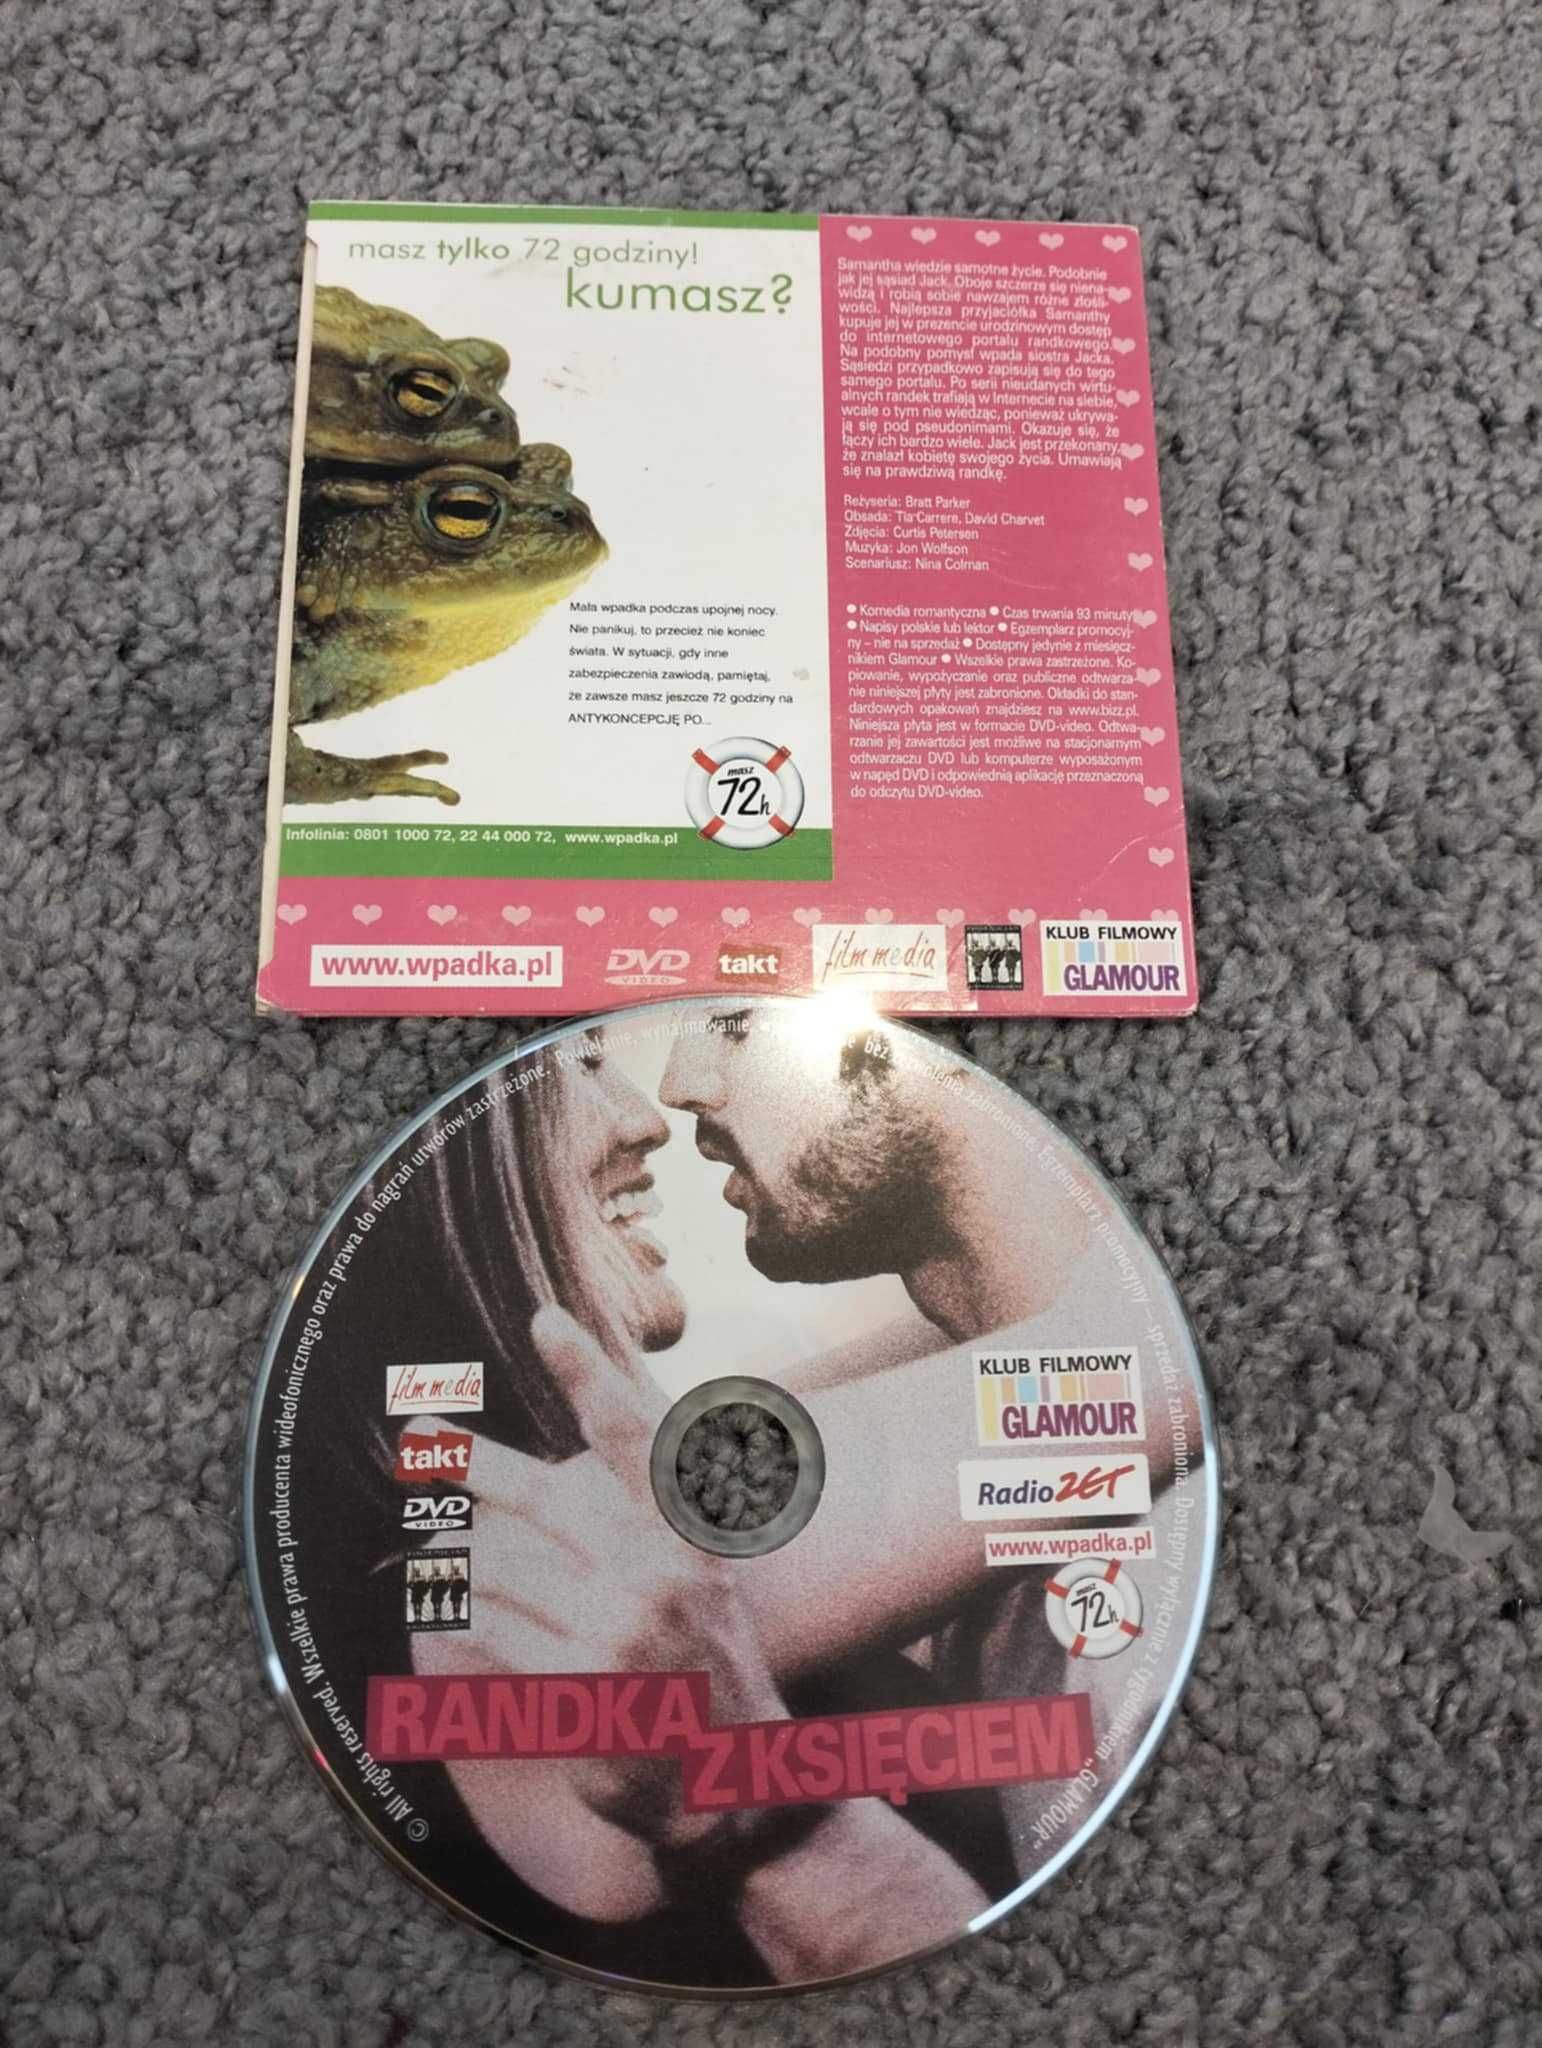 masz tylko 72 godziny!
kumasz?
Mała wpadka podczas upojnej nocy.
Nie panikuj, to przecież nie koniec
świata. W sytuacji, gdy inne
zabezpieczenia zawiodą, pamiętaj,
że zawsze masz jeszcze 72 godziny na
ANTYKONCEPCJĘ PO...
masz
72h
Infolinia: 0801 1000 72, 22 44 000 72, www.wpadka.pl
Samantha wiedzie samotne życie. Podobnie
jak jej sąsiad Jack. Oboje szczerze się niena-
widzą i robią sobie nawzajem różne złośli-
wości. Najlepsza przyjaciółka Samanthy
kupuje jej w prezencie urodzinowym dostęp
do internetowego portalu randkowego.
Na podobny pomysł wpada siostra Jacka.
Sąsiedzi przypadkowo zapisują się do tego
samego portalu. Po serii nieudanych wirtu-
alnych randek trafiają w Internecie na siebie,
wcale o tym nie wiedząc, ponieważ ukrywa-
ją się pod pseudonimami. Okazuje się, że
łączy ich bardzo wiele. Jack jest przekonany,
że znalazł kobietę swojego życia. Umawiają
się na prawdziwą randkę.
Reżyseria: Bratt Parker
Obsada: Tia Carrere, David Charvet
Zdjęcia: Curtis Petersen
Muzyka: Jon Wolfson
Scenariusz: Nina Colman
● Komedia romantyczna ● Czas trwania 93 minuty
● Napisy polskie lub lektor ● Egzemplarz promocyj-
ny – nie na sprzedaż ● Dostępny jedynie z miesięcz-
nikiem Glamour ● Wszelkie prawa zastrzeżone. Ko-
piowanie, wypożyczanie oraz publiczne odtwarza-
nie niniejszej płyty jest zabronione. Okładki do stan-
dardowych opakowań znajdziesz na www.bizz.pl.
Niniejsza płyta jest w formacie DVD-video. Odtwa-
rzanie jej zawartości jest możliwe na stacjonarnym
odtwarzaczu DVD lub komputerze wyposażonym
w napęd DVD i odpowiednią aplikację przeznaczoną
do odczytu DVD-video.
www.wpadka.pl
DVD
VIDEO
takt
film media
KLUB FILMOWY
GLAMOUR
© All rights reserved. Wszelkie prawa producenta wideofonicznego oraz prawa do nagrań utworów zastrzeżone. Powielanie, wynajmowanie, bez zabronione. Egzemplarz promocyjny – sprzedaż zabroniona. Dostępny wyłącznie z tygodnikiem „GLAMOUR”
film media
takt
DVD
VIDEO
KLUB FILMOWY
GLAMOUR
Radio ZET
www.wpadka.pl
masz
72h
RANDKA
Z KSIĘCIEM